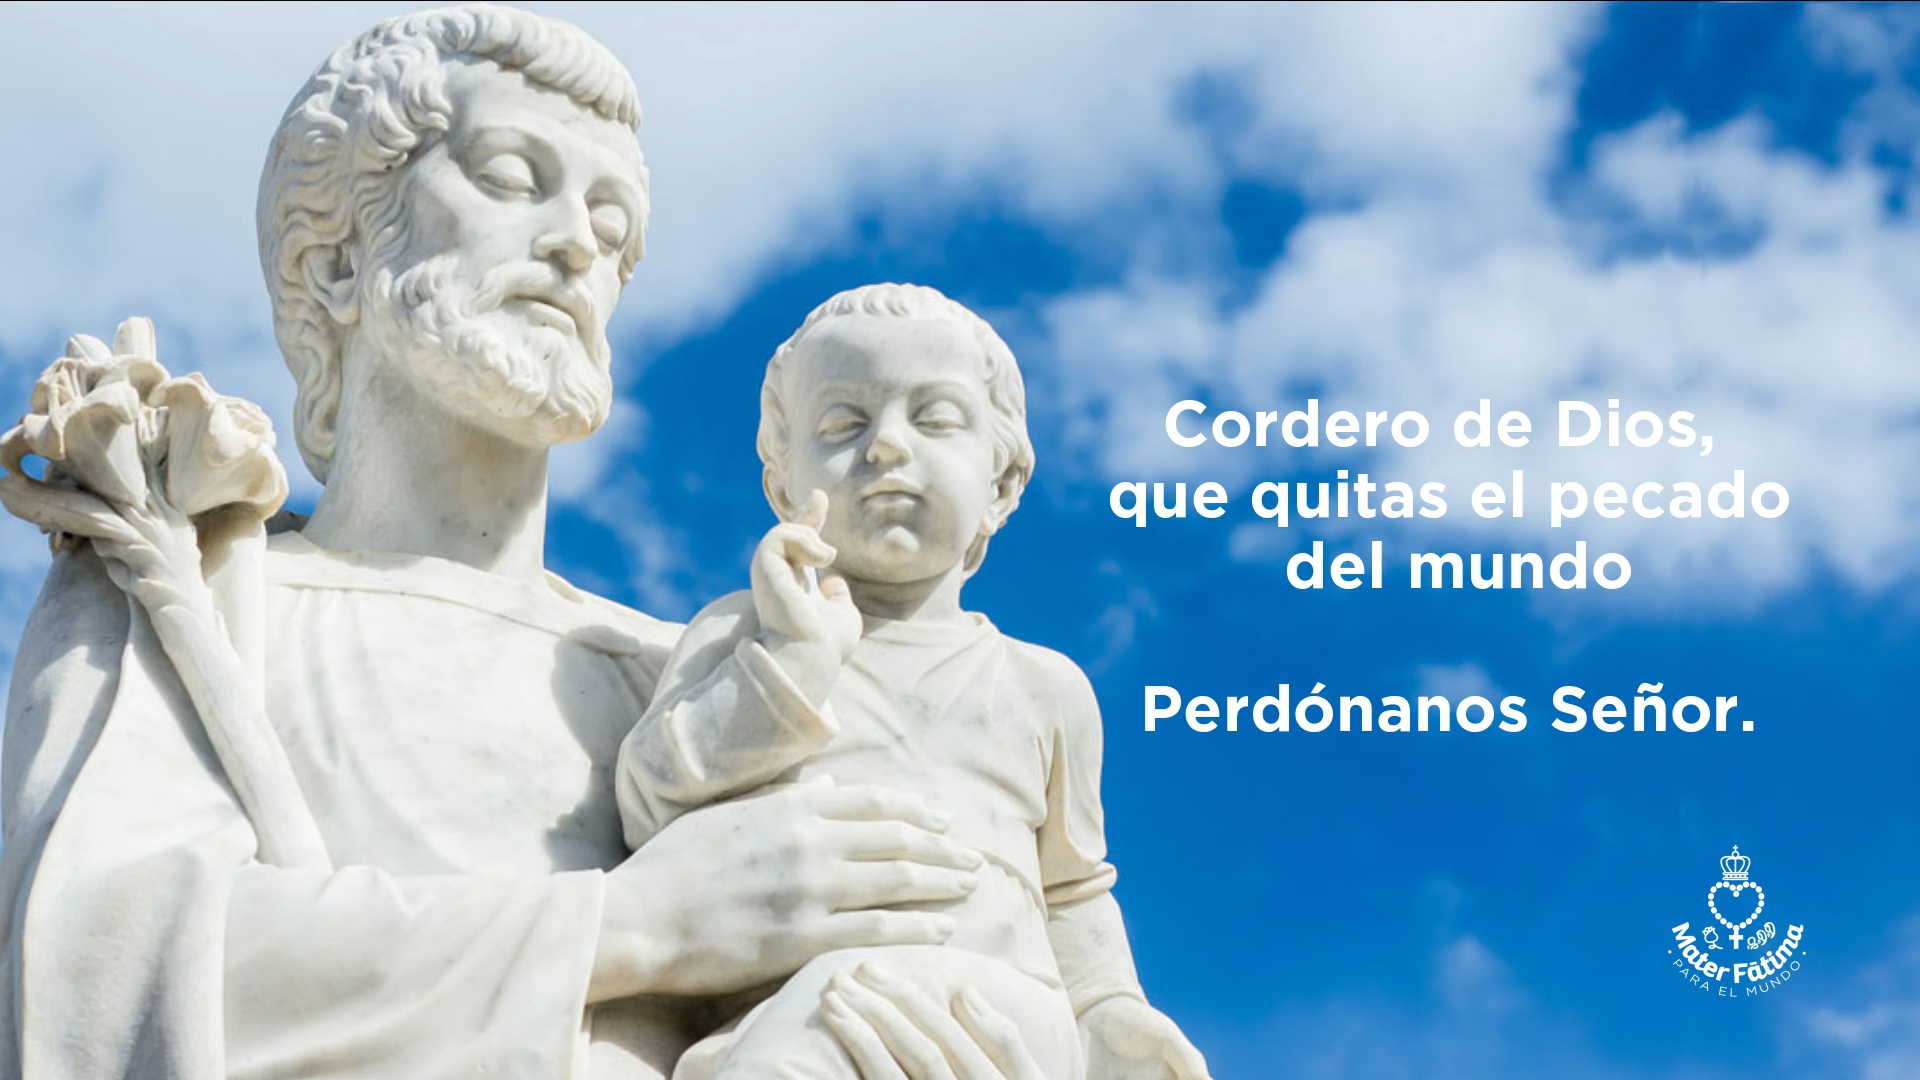 Cordero de Dios,
que quitas el pecado
del mundo
Perdónanos Señor.
Mater Fátima
PARA EL MUNDO